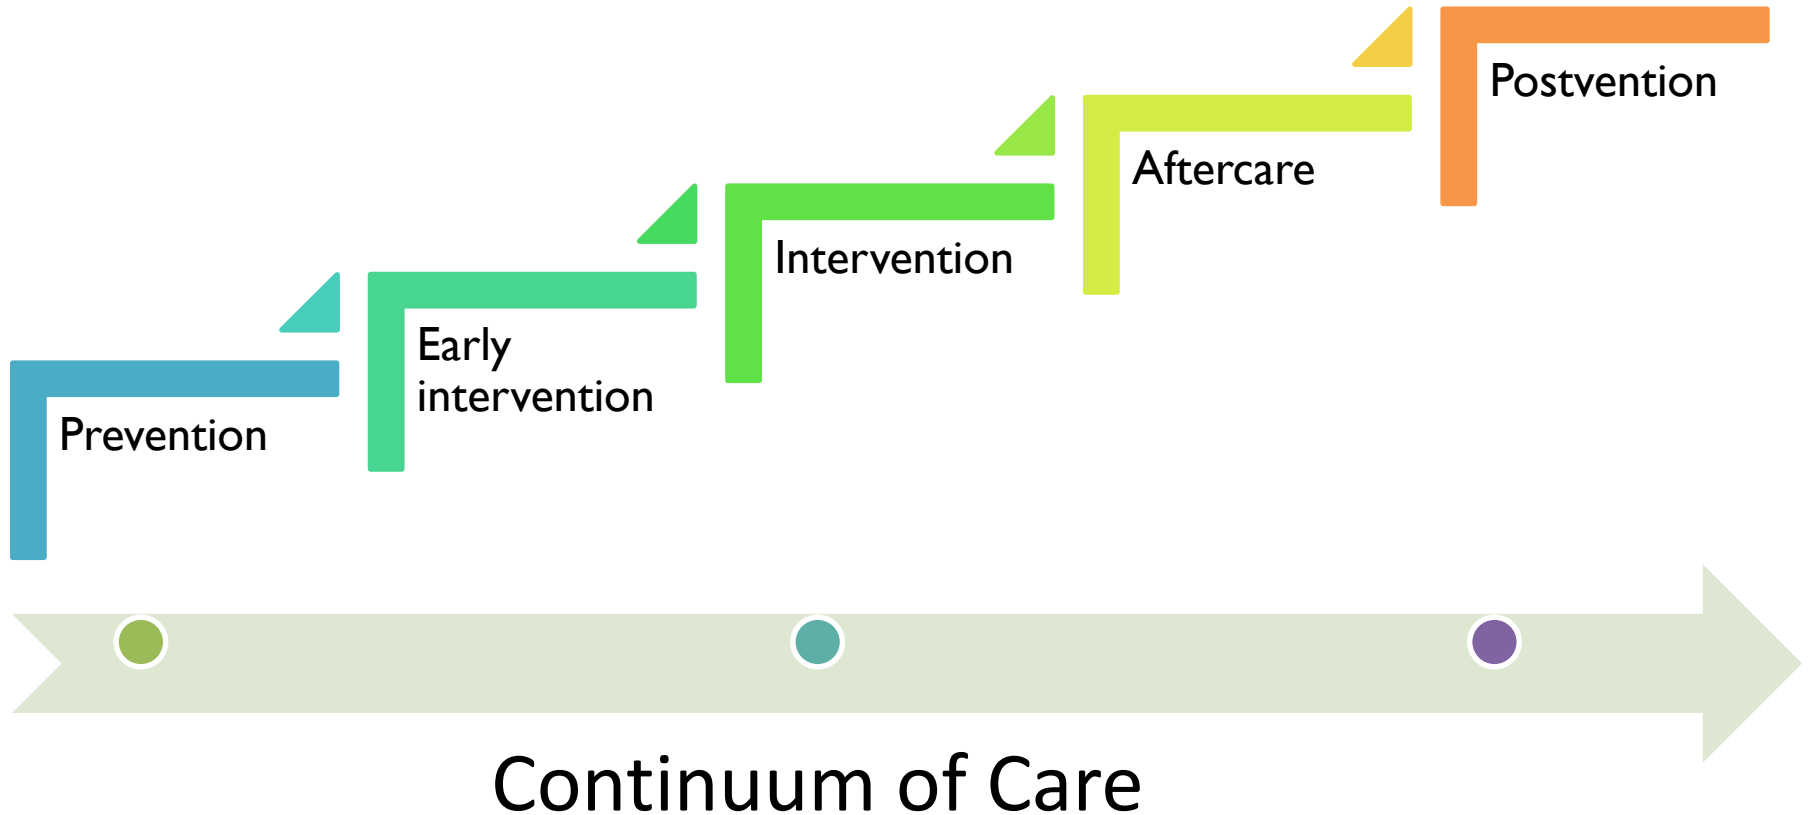 Prevention
Early
intervention
Intervention
Aftercare
Postvention
Continuum of Care